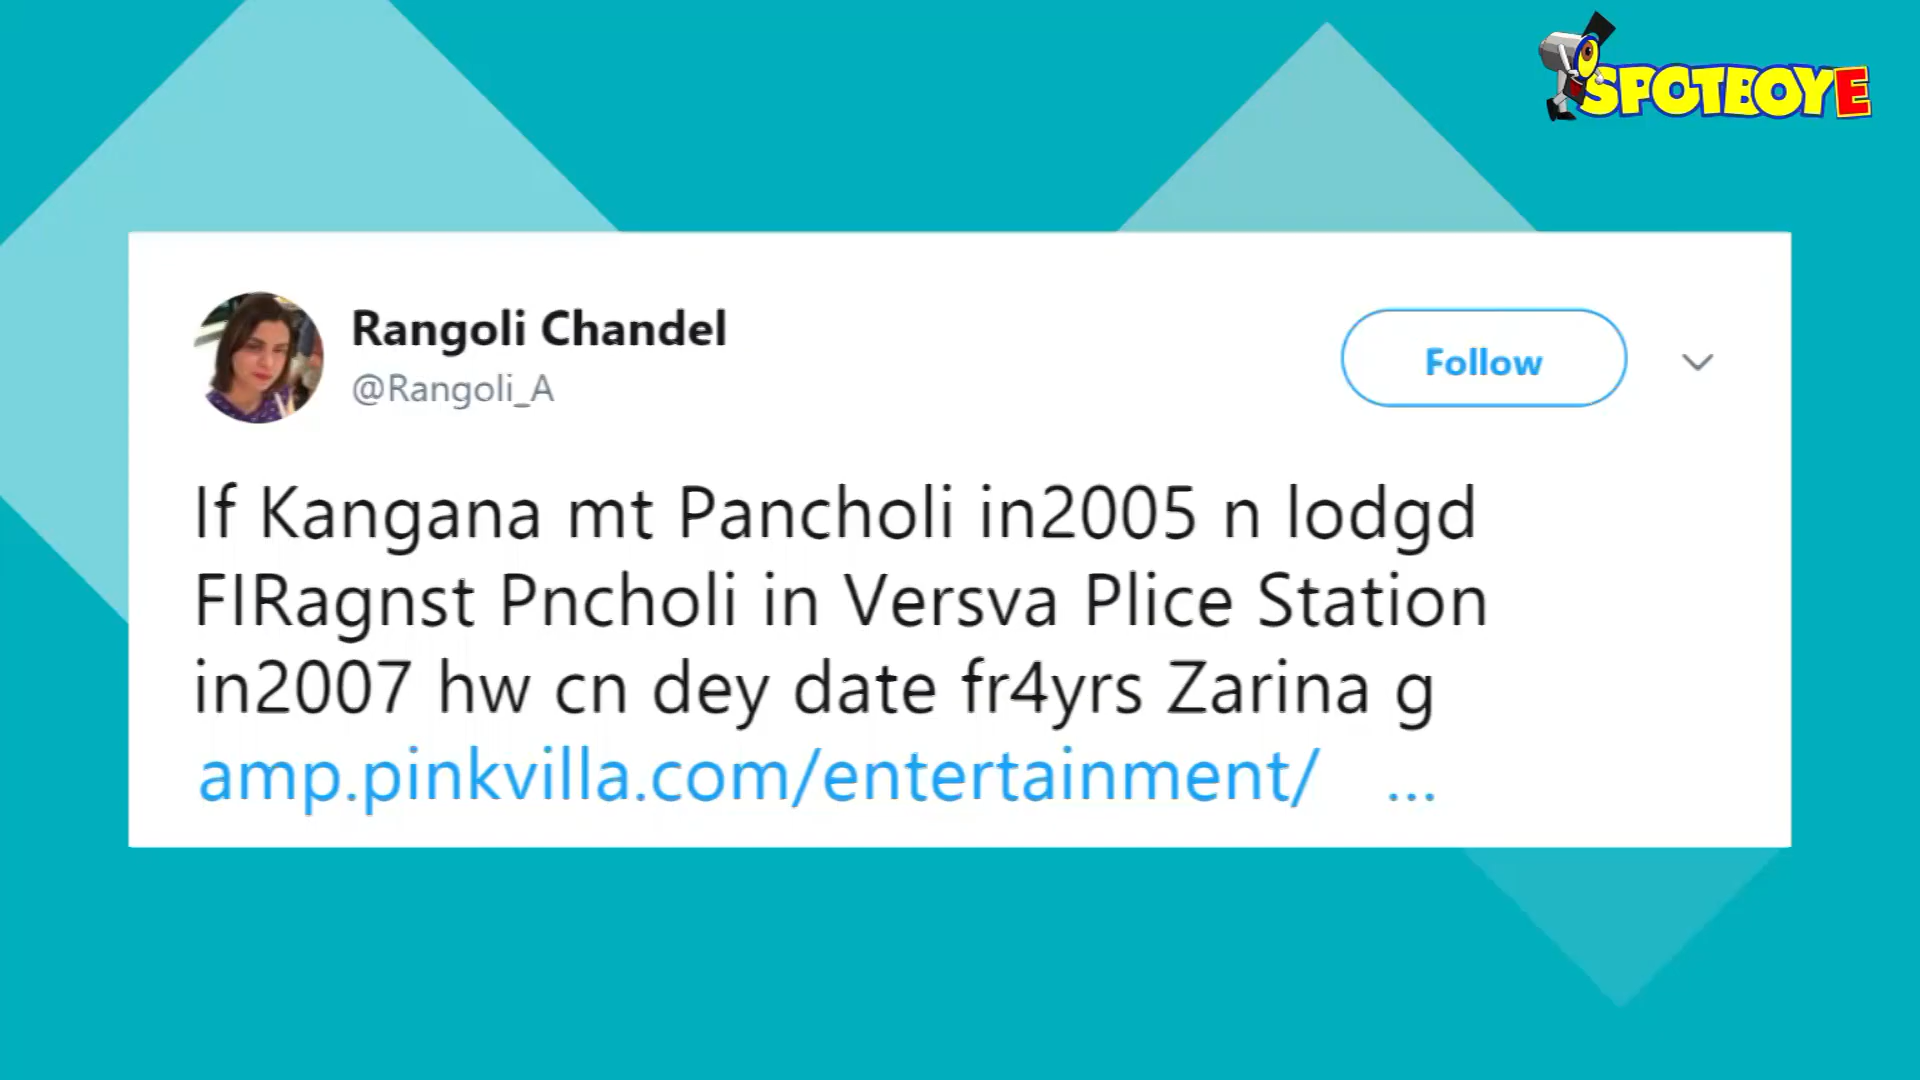 SPOTBOYE
Rangoli Chandel
@Rangoli_A
Follow
If Kangana mt Pancholi in2005 n lodgd
FIRagnst Pncholi in Versva Plice Station
in2007 hw cn dey date fr4yrs Zarina g
amp.pinkvilla.com/entertainment/ ...